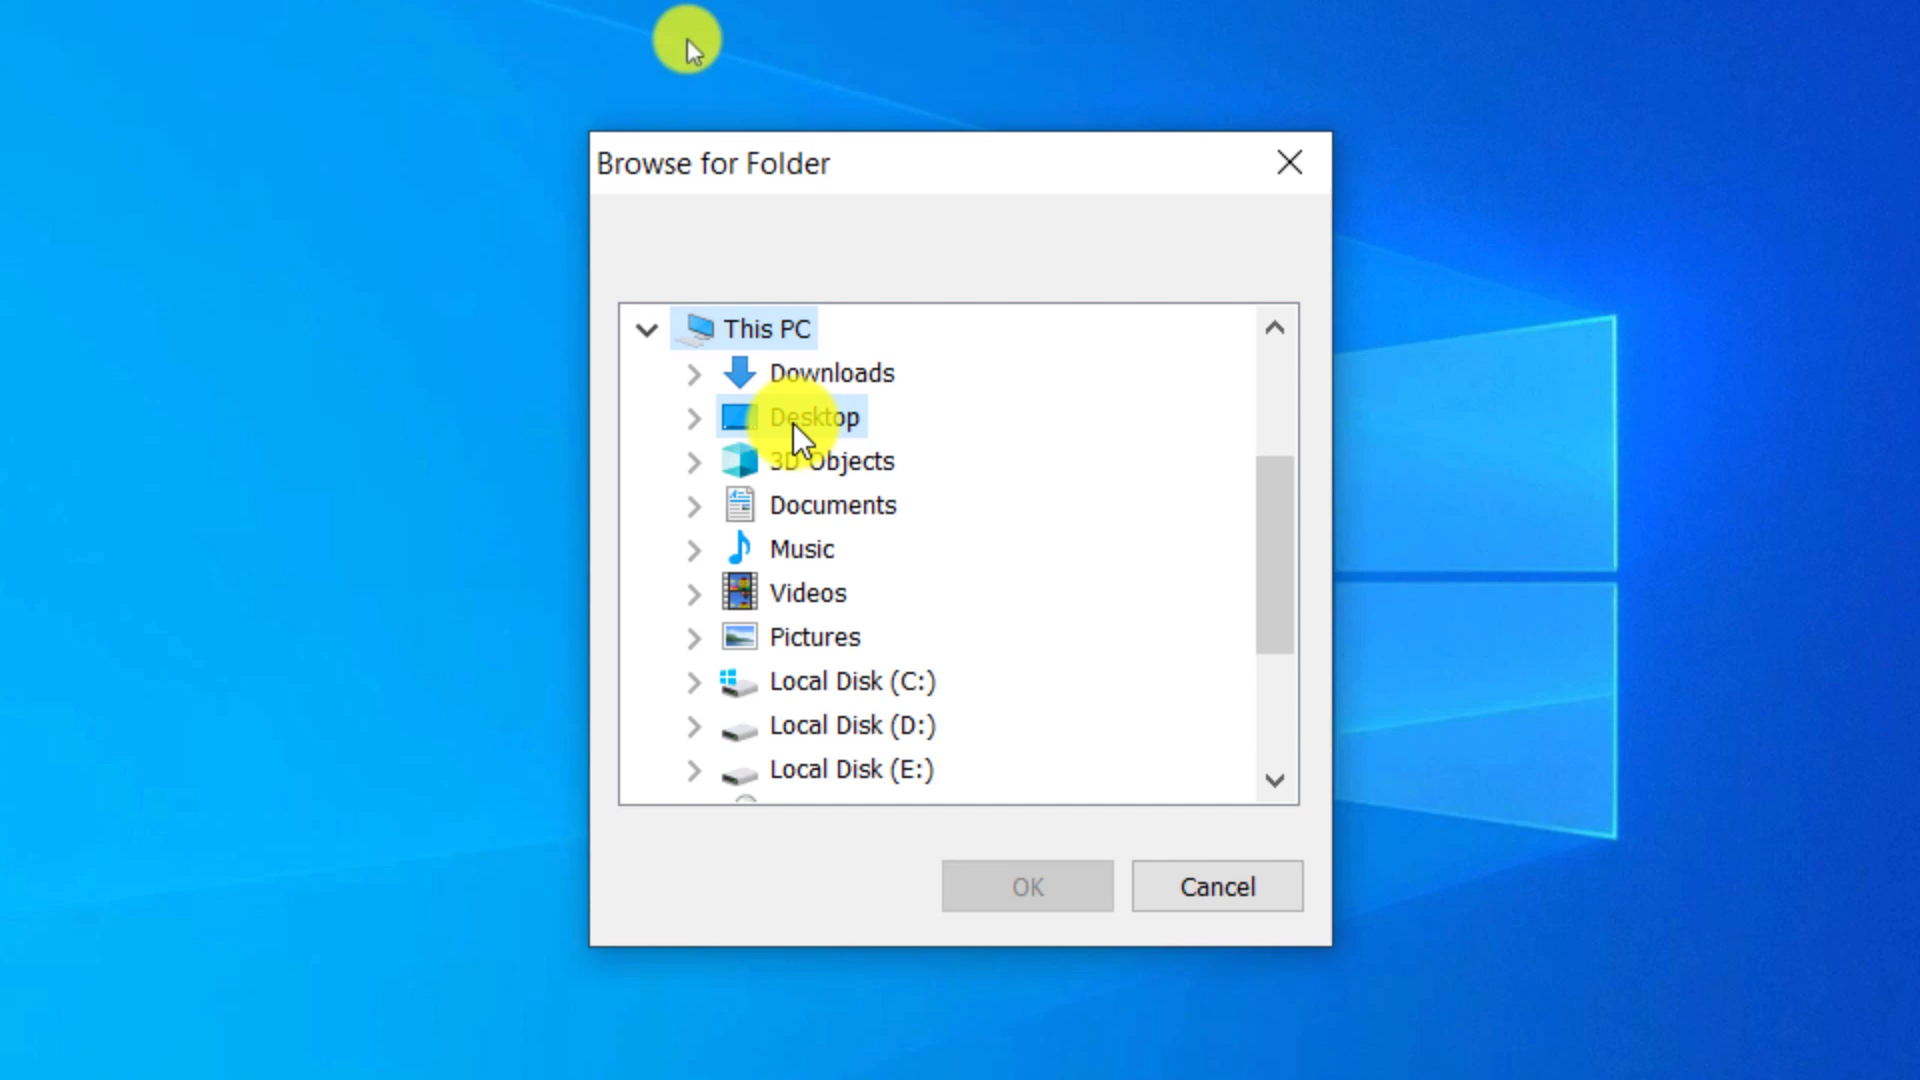 Browse for Folder
This PC
Downloads
Desktop
3D Objects
Documents
Music
Videos
Pictures
Local Disk (C:)
Local Disk (D:)
Local Disk (E:)
OK
Cancel